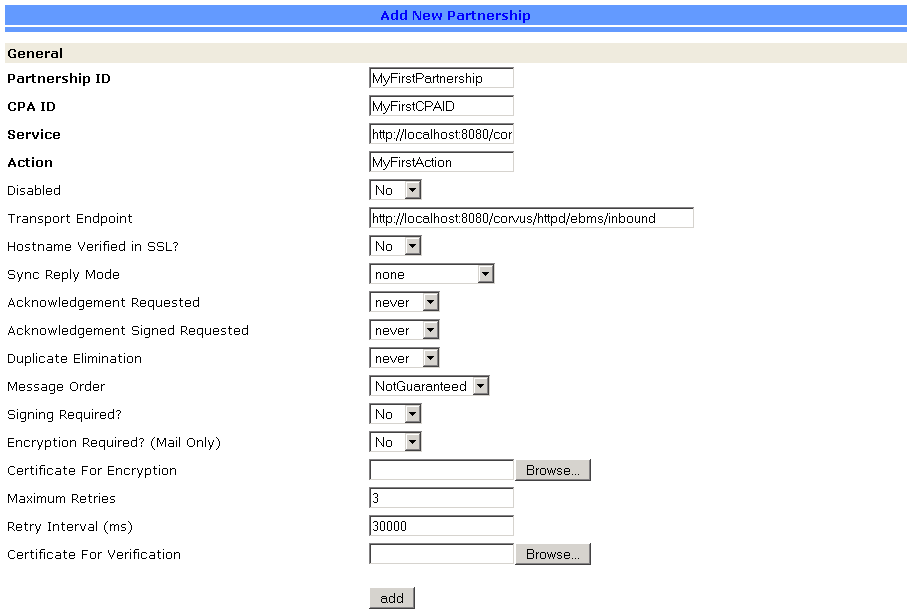 Add New Partnership
General
Partnership ID MyFirstPartnership
CPA ID MyFirstCPAID
Service http://localhost:8080/cor
Action MyFirstAction
Disabled No
Transport Endpoint http://localhost:8080/corvus/httpd/ebms/inbound
Hostname Verified in SSL? No
Sync Reply Mode none
Acknowledgement Requested never
Acknowledgement Signed Requested never
Duplicate Elimination never
Message Order NotGuaranteed
Signing Required? No
Encryption Required? (Mail Only) No
Certificate For Encryption Browse...
Maximum Retries 3
Retry Interval (ms) 30000
Certificate For Verification Browse...
add